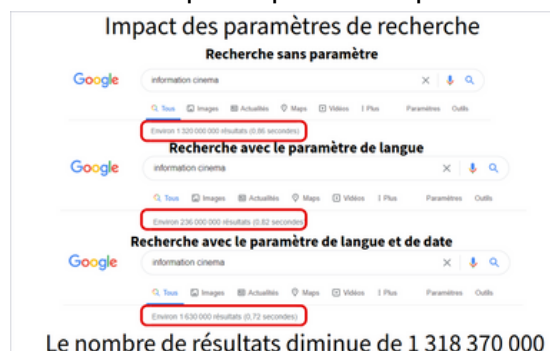 Impact des paramètres de recherche
Recherche sans paramètre
Google information cinema
Tous Images Actualités Maps Vidéos Plus Paramètres Outils
Environ 1 320 000 000 résultats (0,86 secondes)
Recherche avec le paramètre de langue
Google information cinema
Tous Images Actualités Maps Vidéos Plus Paramètres Outils
Environ 236 000 000 résultats (0.82 secondes)
Recherche avec le paramètre de langue et de date
Google information cinema
Tous Images Actualités Maps Vidéos Plus Paramètres Outils
Environ 1 630 000 résultats (0,72 secondes)
Le nombre de résultats diminue de 1 318 370 000